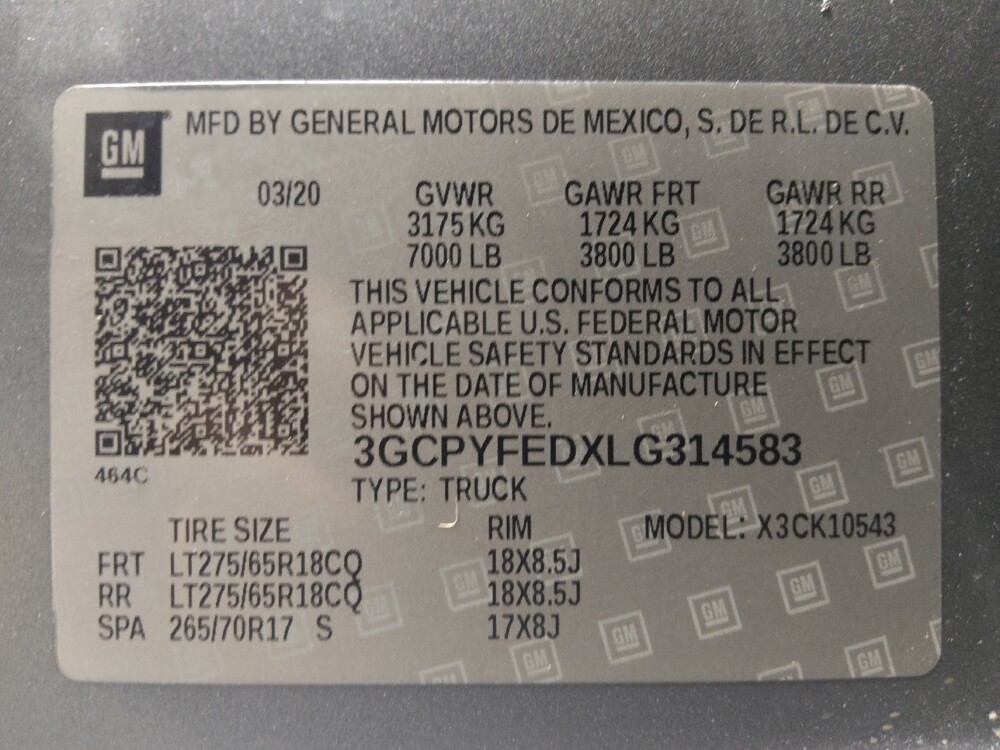 GM MFD BY GENERAL MOTORS DE MEXICO, S. DE R.L. DE C.V.
03/20 GVWR GAWR FRT GAWR RR
3175 KG 1724 KG 1724 KG
7000 LB 3800 LB 3800 LB
THIS VEHICLE CONFORMS TO ALL
APPLICABLE U.S. FEDERAL MOTOR
VEHICLE SAFETY STANDARDS IN EFFECT
ON THE DATE OF MANUFACTURE
SHOWN ABOVE.
3GCPYFEDXLG314583
464C
TYPE: TRUCK
TIRE SIZE RIM MODEL: X3CK10543
FRT LT275/65R18CQ 18X8.5J
RR LT275/65R18CQ 18X8.5J
SPA 265/70R17 S 17X8J